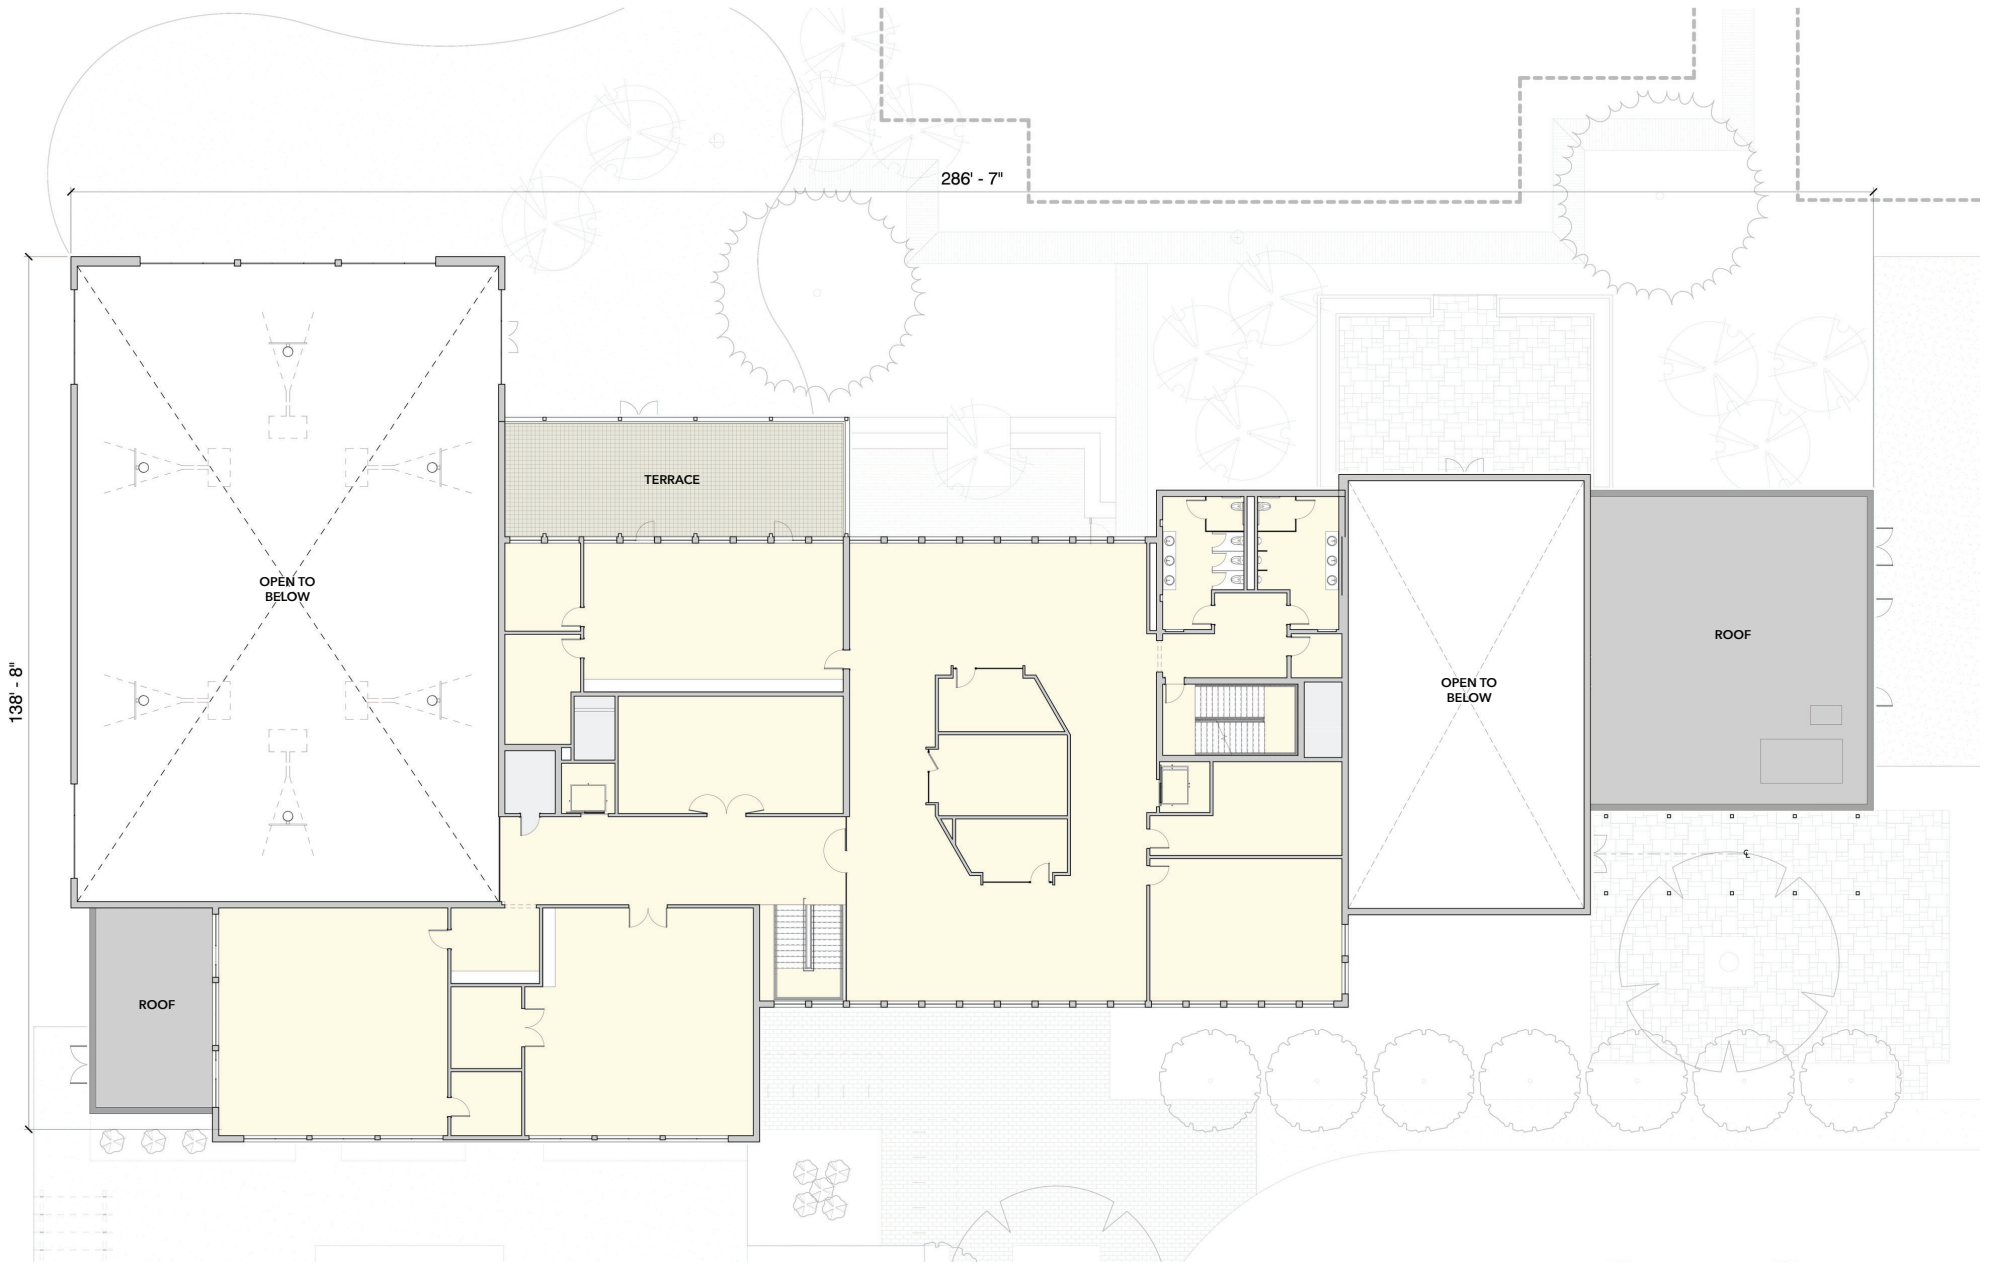 286' - 7"
138' - 8"
TERRACE
OPEN TO
BELOW
ROOF
OPEN TO
BELOW
ROOF
℄